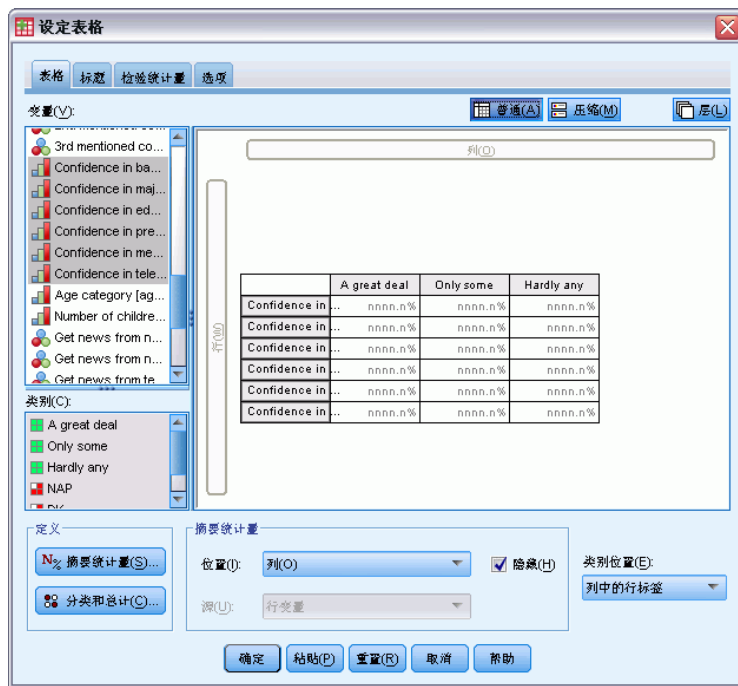 设定表格
表格 标题 检验统计量 选项
变量(V):
普通(A) 压缩(M) 层(L)
3rd mentioned co...
Confidence in ba...
Confidence in maj...
Confidence in ed...
Confidence in pre...
Confidence in me...
Confidence in tele...
Age category [ag...
Number of childre...
Get news from n...
Get news from n...
Get news from te...
列(O)
行(W)
A great deal Only some Hardly any
Confidence in ... nnnn.n% nnnn.n% nnnn.n%
Confidence in ... nnnn.n% nnnn.n% nnnn.n%
Confidence in ... nnnn.n% nnnn.n% nnnn.n%
Confidence in ... nnnn.n% nnnn.n% nnnn.n%
Confidence in ... nnnn.n% nnnn.n% nnnn.n%
Confidence in ... nnnn.n% nnnn.n% nnnn.n%
类别(C):
A great deal
Only some
Hardly any
NAP
定义
N% 摘要统计量(S)...
分类和总计(C)...
摘要统计量
位置(I): 列(O) 隐藏(H)
源(U): 行变量
类别位置(E):
列中的行标签
确定 粘贴(P) 重置(R) 取消 帮助